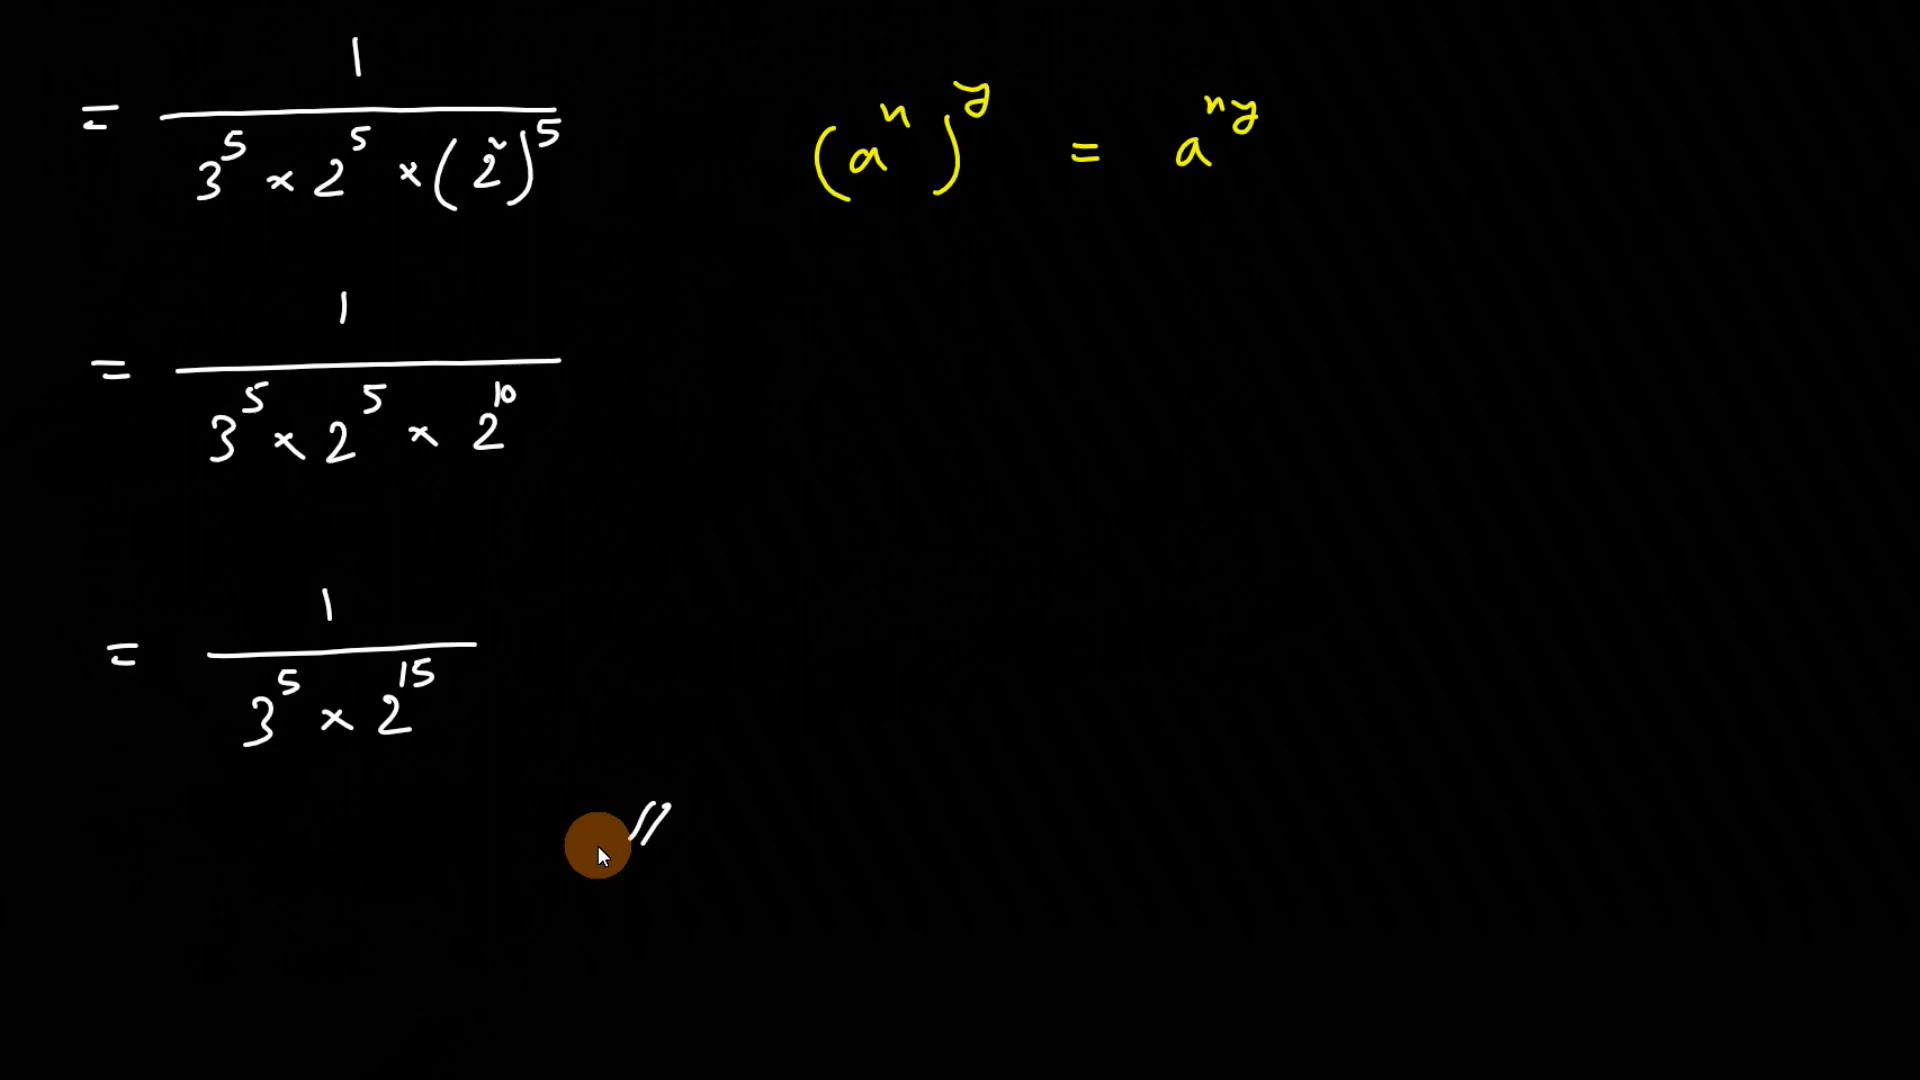 = 1 / (3^5 × 2^5 × (2^2)^5)
(a^n)^y = a^{ny}
= 1 / (3^5 × 2^5 × 2^10)
= 1 / (3^5 × 2^15)
//